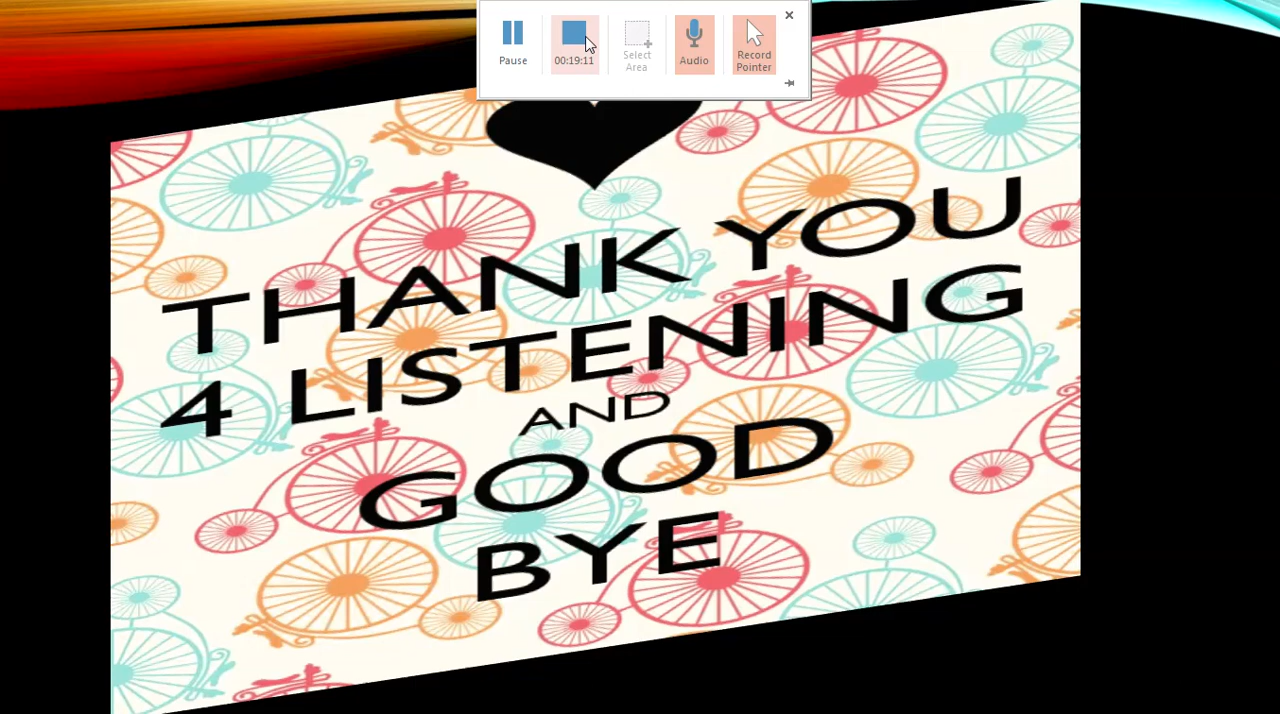 Pause
00:19:11
Select
Area
Audio
Record
Pointer
THANK YOU
4 LISTENING
AND
GOOD
BYE